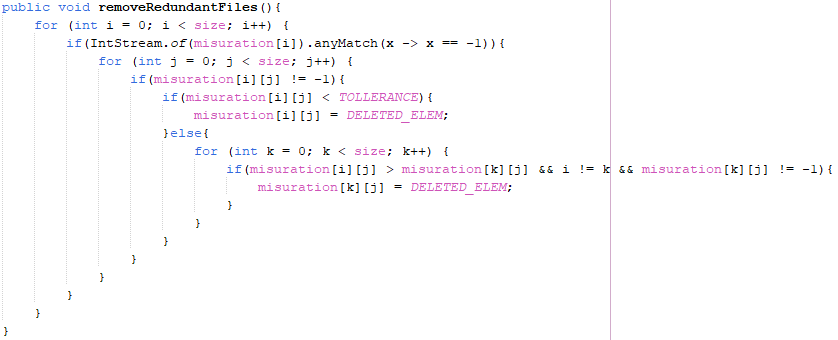 public void removeRedundantFiles(){
    for (int i = 0; i < size; i++) {
        if(IntStream.of(misuration[i]).anyMatch(x -> x == -1)){
            for (int j = 0; j < size; j++) {
                if(misuration[i][j] != -1){
                    if(misuration[i][j] < TOLLERANCE){
                        misuration[i][j] = DELETED_ELEM;
                    }else{
                        for (int k = 0; k < size; k++) {
                            if(misuration[i][j] > misuration[k][j] && i != k && misuration[k][j] != -1){
                                misuration[k][j] = DELETED_ELEM;
                            }
                        }
                    }
                }
            }
        }
    }
}